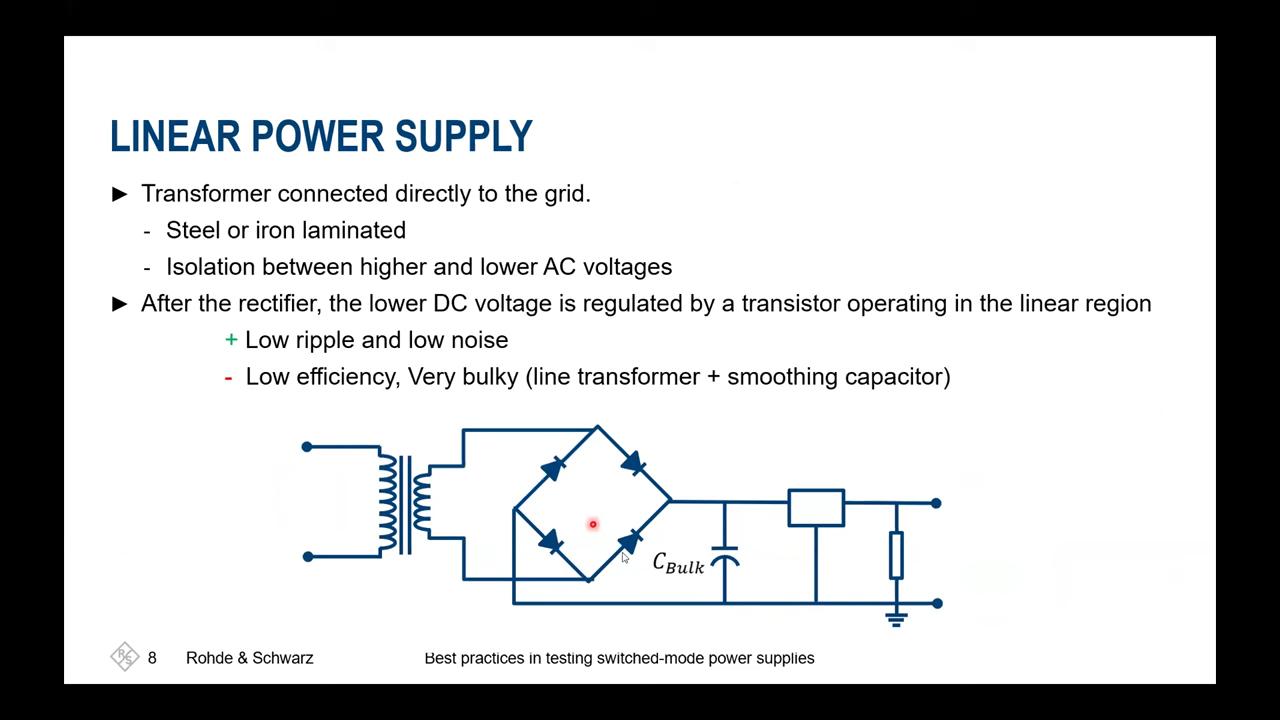 LINEAR POWER SUPPLY
► Transformer connected directly to the grid.
- Steel or iron laminated
- Isolation between higher and lower AC voltages
► After the rectifier, the lower DC voltage is regulated by a transistor operating in the linear region
+ Low ripple and low noise
- Low efficiency, Very bulky (line transformer + smoothing capacitor)
C_Bulk
R/S 8 Rohde & Schwarz Best practices in testing switched-mode power supplies